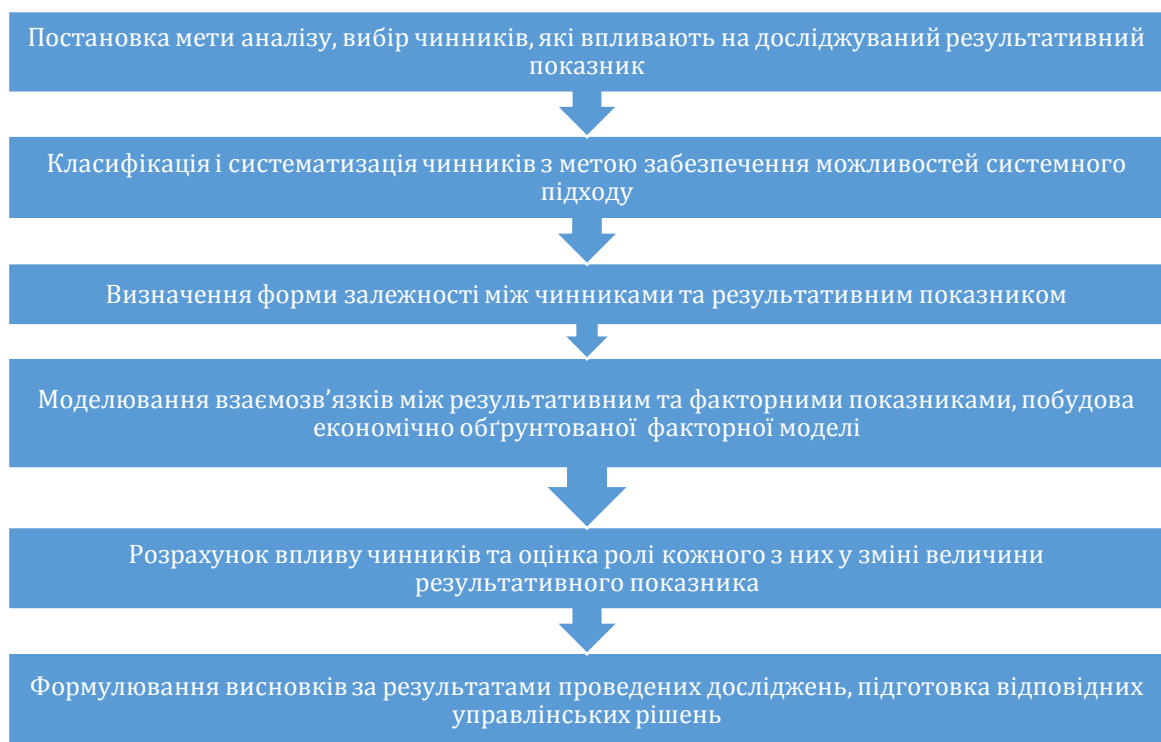 Постановка мети аналізу, вибір чинників, які впливають на досліджуваний результативний
показник
Класифікація і систематизація чинників з метою забезпечення можливостей системного
підходу
Визначення форми залежності між чинниками та результативним показником
Моделювання взаємозв’язків між результативним та факторними показниками, побудова
економічно обґрунтованої факторної моделі
Розрахунок впливу чинників та оцінка ролі кожного з них у зміні величини
результативного показника
Формулювання висновків за результатами проведених досліджень, підготовка відповідних
управлінських рішень